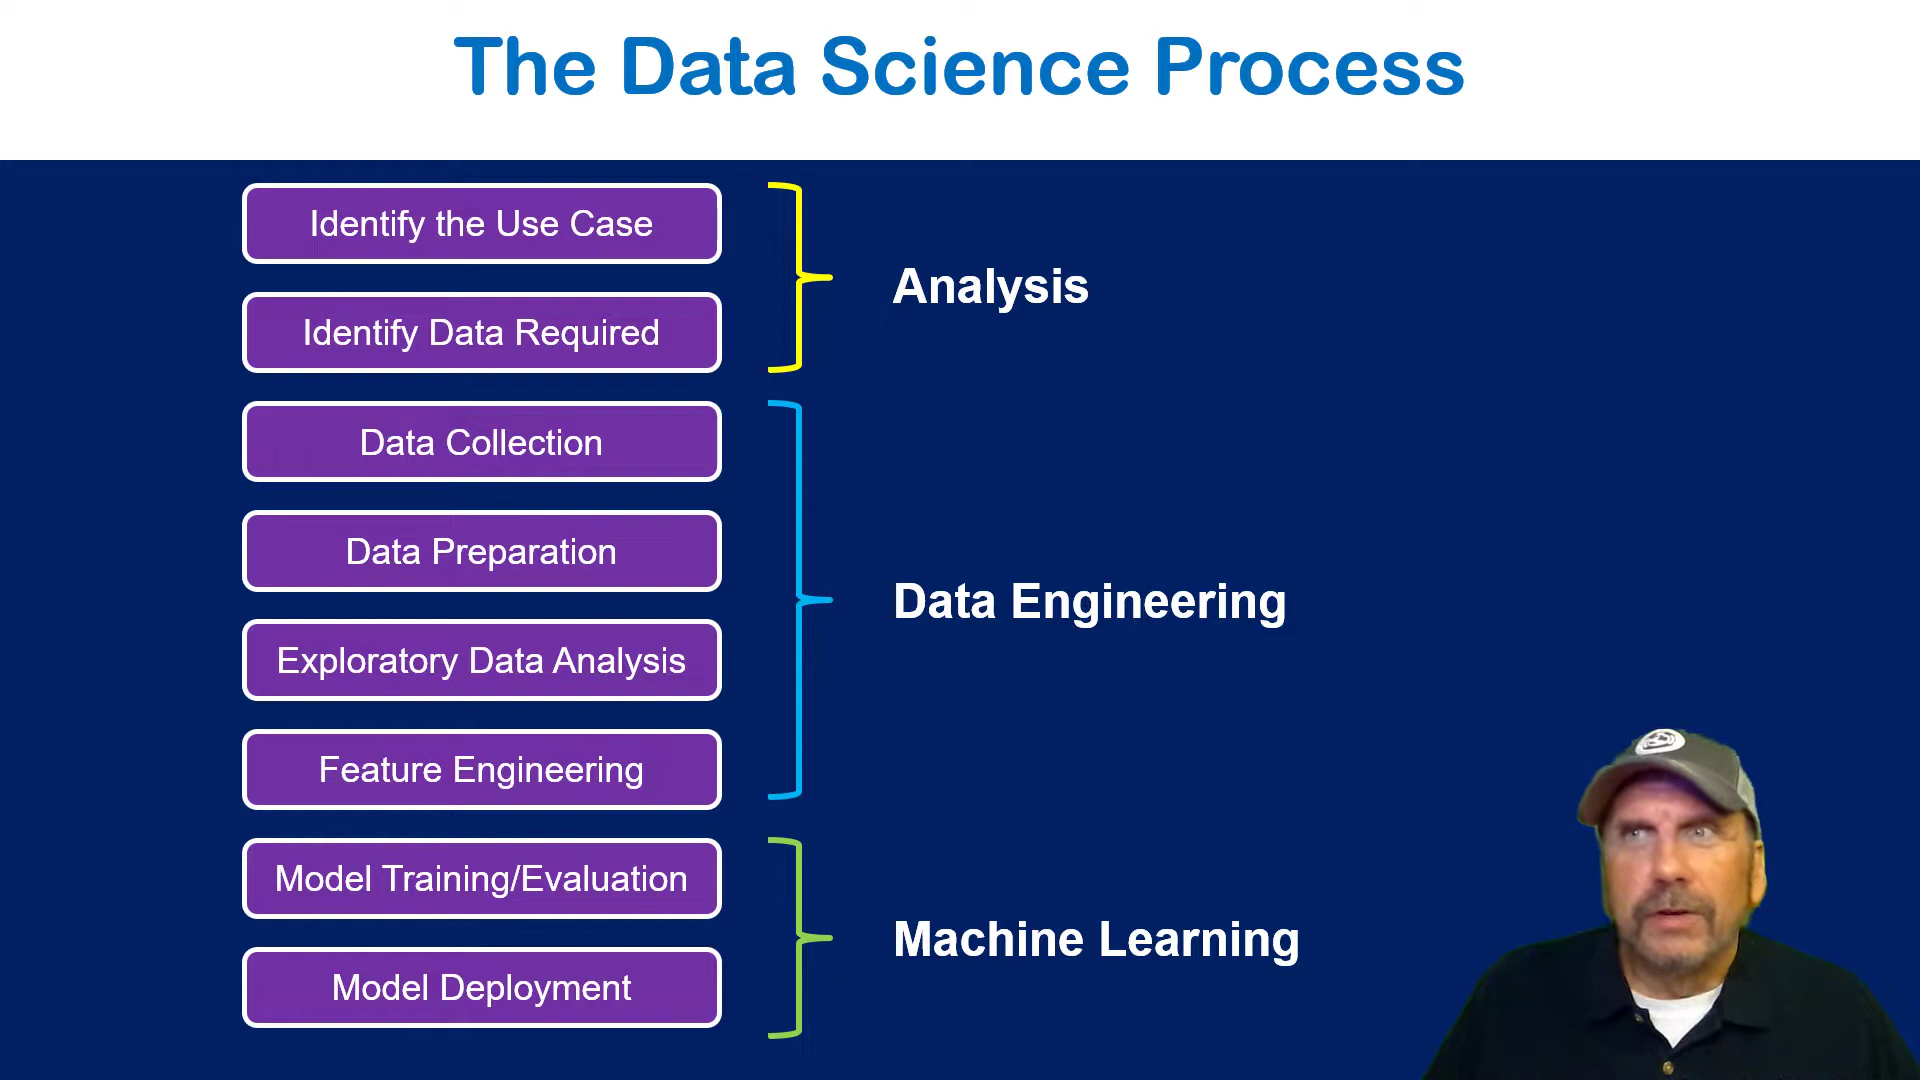 The Data Science Process
Identify the Use Case
Identify Data Required
Analysis
Data Collection
Data Preparation
Exploratory Data Analysis
Feature Engineering
Data Engineering
Model Training/Evaluation
Model Deployment
Machine Learning